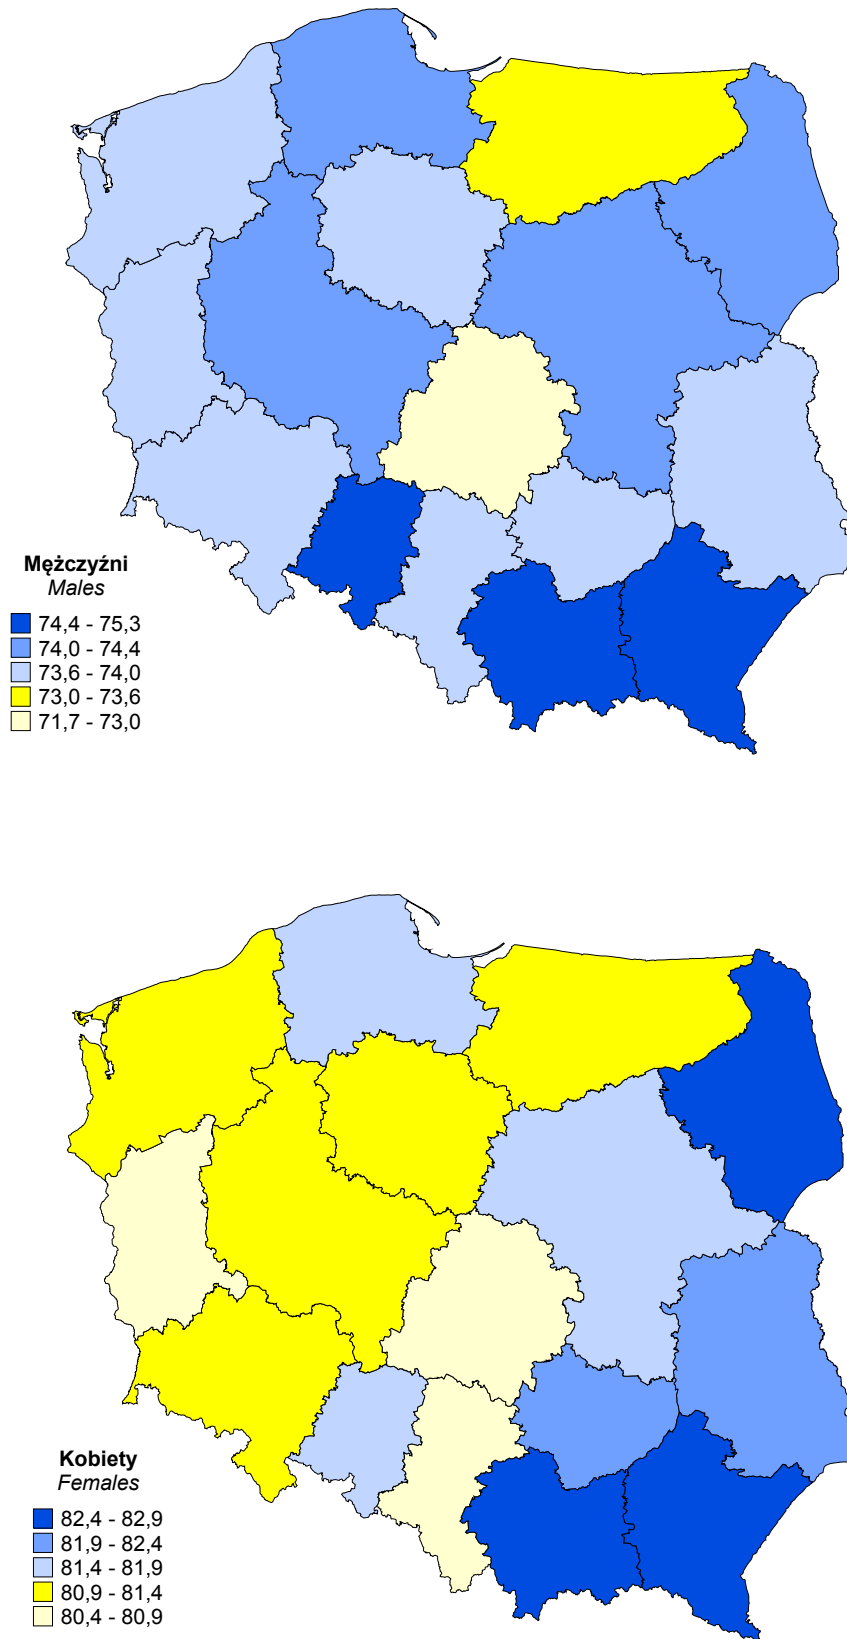 Mężczyźni
Males
74,4 - 75,3
74,0 - 74,4
73,6 - 74,0
73,0 - 73,6
71,7 - 73,0
Kobiety
Females
82,4 - 82,9
81,9 - 82,4
81,4 - 81,9
80,9 - 81,4
80,4 - 80,9